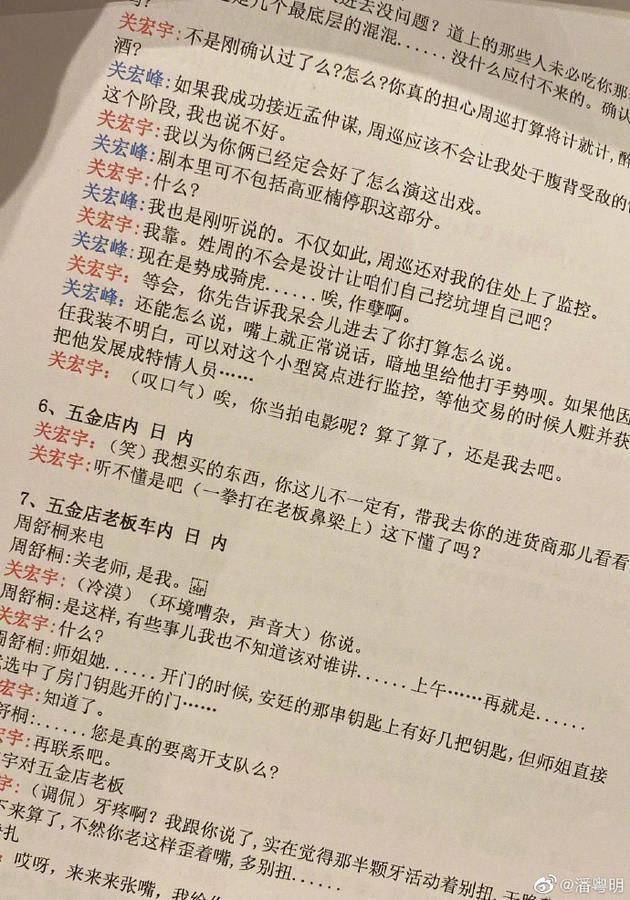 进去没问题？道上的那些人未必吃你那
是几个最底层的混混......没什么应付不来的。确认
吗？
关宏宇：不是刚确认过了么？怎么？你真的担心周巡打算将计就计，醉
酒？
关宏峰：如果我成功接近孟仲谋，周巡应该不会让我处于腹背受敌的
这个阶段，我也说不好。
关宏宇：我以为你俩已经定会好了怎么演这出戏。
关宏峰：剧本里可不包括高亚楠停职这部分。
关宏宇：什么？
关宏峰：我也是刚听说的。不仅如此，周巡还对我的住处上了监控。
关宏宇：我靠。姓周的不会是设计让咱们自己挖坑埋自己吧？
关宏峰：现在是势成骑虎......唉，作孽啊。
关宏宇：等会，你先告诉我呆会儿进去了你打算怎么说。
关宏峰：还能怎么说，嘴上就正常说话，暗地里给他打手势呗。如果他因
任我装不明白，可以对这个小型窝点进行监控，等他交易的时候人赃并获
把他发展成特情人员……
关宏宇：（叹口气）唉，你当拍电影呢？算了算了，还是我去吧。
6、五金店内 日 内
关宏宇：（笑）我想买的东西，你这儿不一定有，带我去你的进货商那儿看看
关宏宇：听不懂是吧（一拳打在老板鼻梁上）这下懂了吗？
7、五金店老板车内 日 内
周舒桐来电
周舒桐：关老师，是我。
关宏宇：（冷漠）（环境嘈杂，声音大）你说。
周舒桐：是这样，有些事儿我也不知道该对谁讲......上午……再就是......
关宏宇：什么？
周舒桐：师姐她......开门的时候，安廷的那串钥匙上有好几把钥匙，但师姐直接
选中了房门钥匙开的门……
宏宇：知道了。
舒桐：......您是真的要离开支队么？
宇：再联系吧。
宇对五金店老板
宇：（调侃）牙疼啊？我跟你说了，实在觉得那半颗牙活动着别扭，干脆
下来算了，不然你老这样歪着嘴，多别扭......
扎
：哎呀，来来来张嘴，我给你
@潘粤明